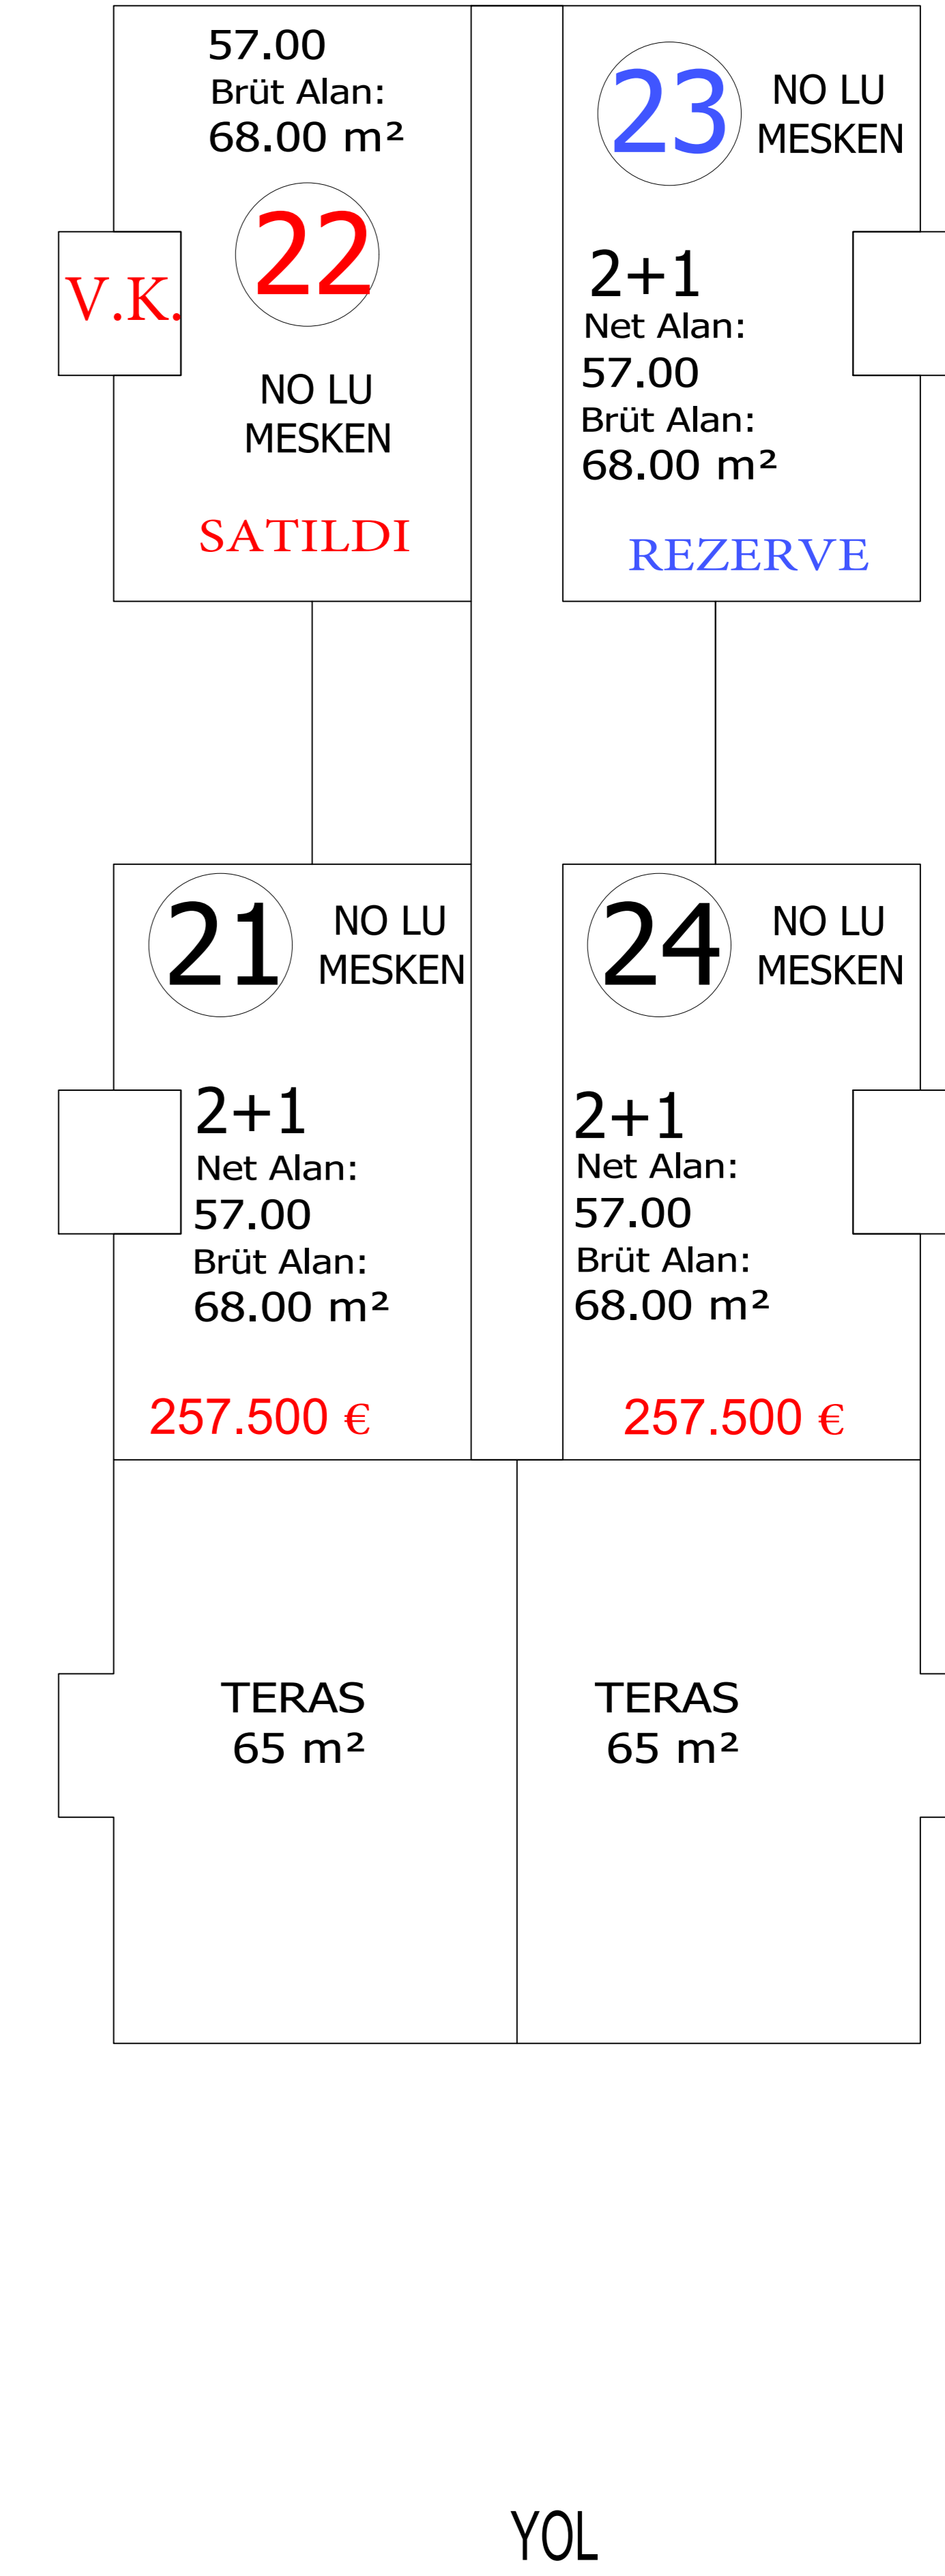 57.00
Brüt Alan:
68.00 m²
22
V.K.
NO LU
MESKEN
SATILDI
23
NO LU
MESKEN
2+1
Net Alan:
57.00
Brüt Alan:
68.00 m²
REZERVE
21
NO LU
MESKEN
2+1
Net Alan:
57.00
Brüt Alan:
68.00 m²
257.500 €
24
NO LU
MESKEN
2+1
Net Alan:
57.00
Brüt Alan:
68.00 m²
257.500 €
TERAS
65 m²
TERAS
65 m²
YOL